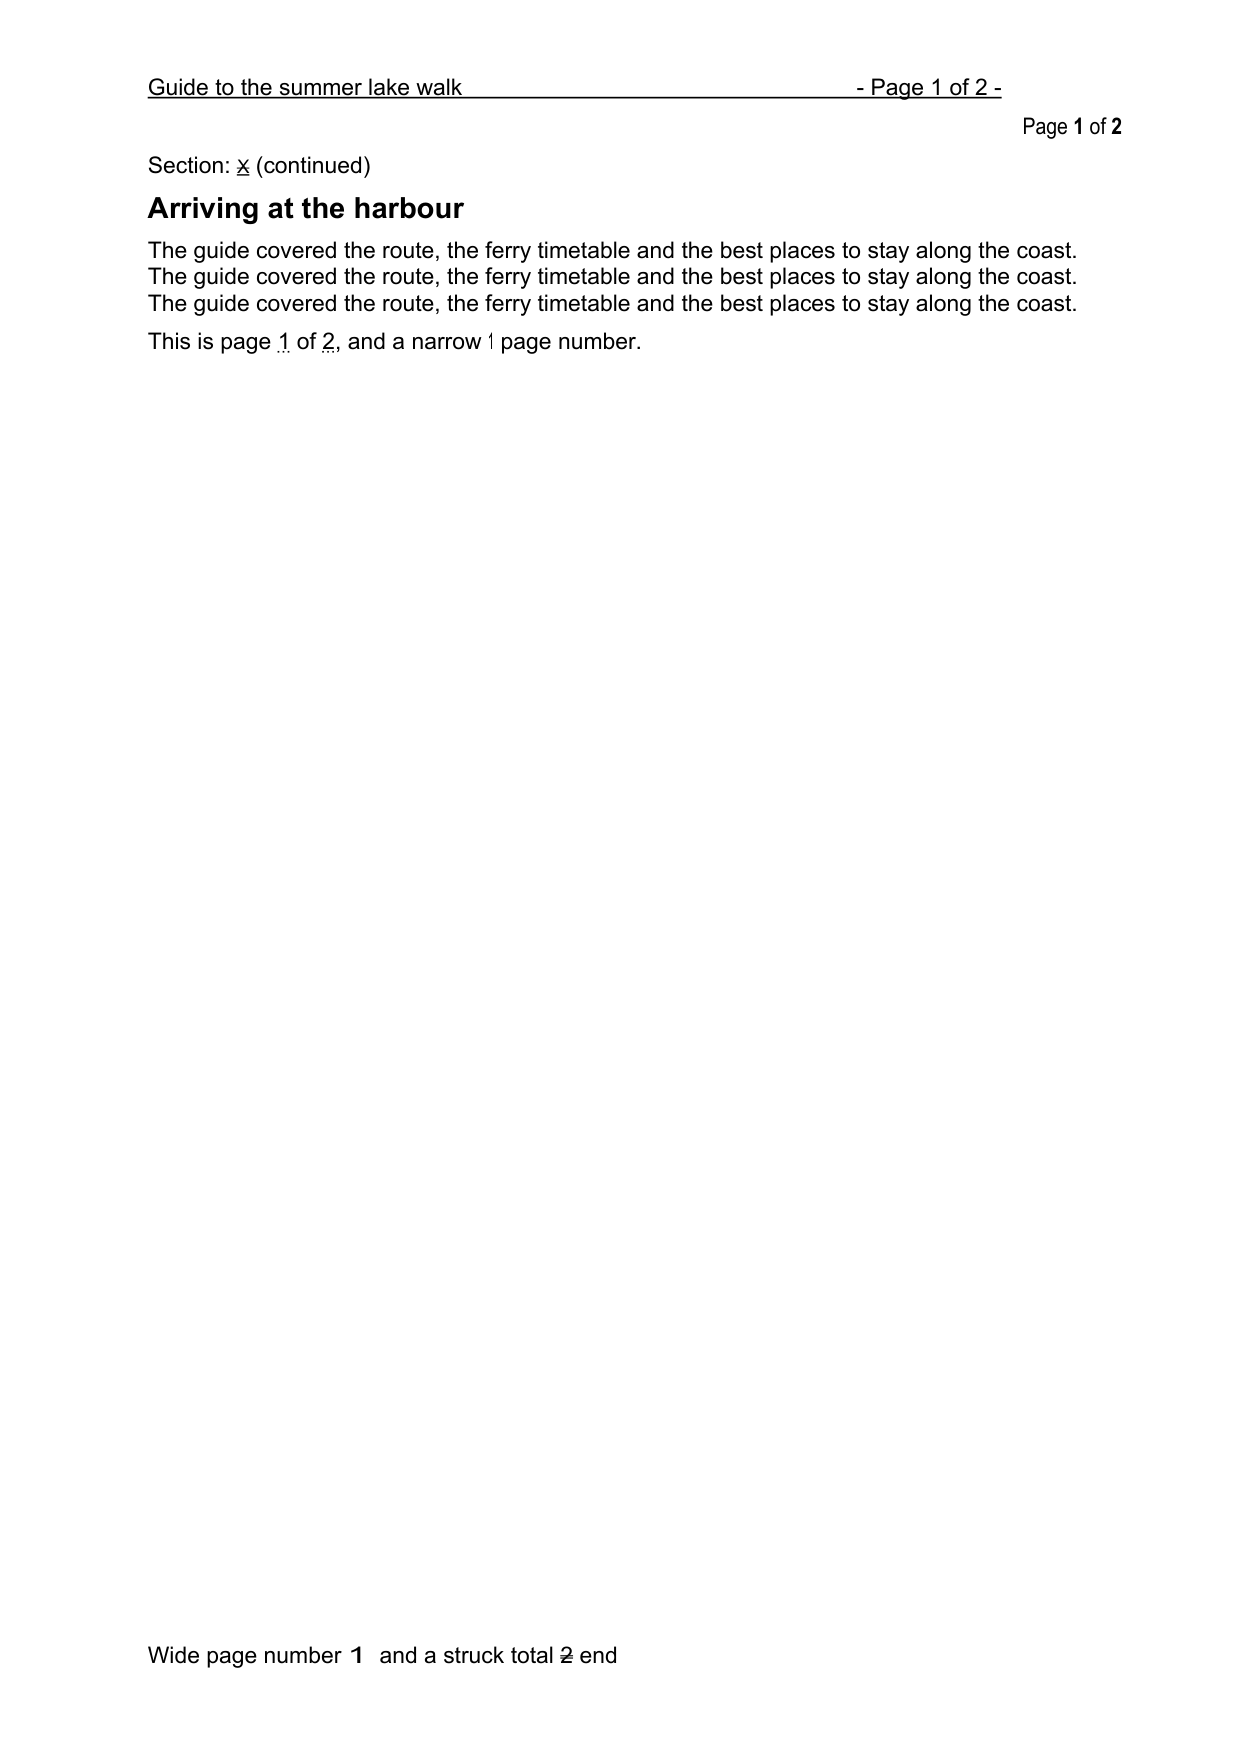 Guide to the summer lake walk - Page 1 of 2 -
Page 1 of 2
Section: x (continued)
Arriving at the harbour
The guide covered the route, the ferry timetable and the best places to stay along the coast.
The guide covered the route, the ferry timetable and the best places to stay along the coast.
The guide covered the route, the ferry timetable and the best places to stay along the coast.
This is page 1 of 2, and a narrow 1 page number.
Wide page number 1 and a struck total 2 end